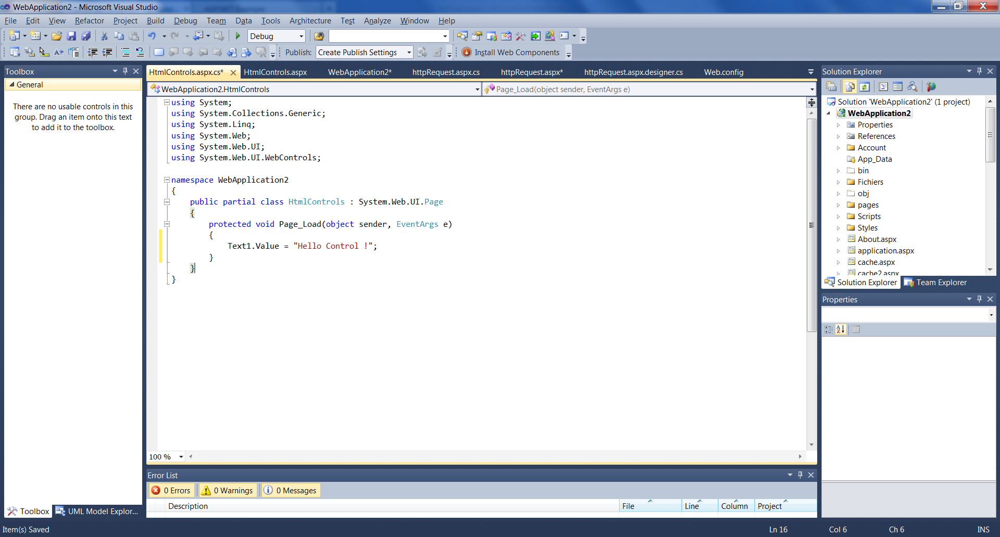 WebApplication2 - Microsoft Visual Studio
File Edit View Refactor Project Build Debug Team Data Tools Architecture Test Analyze Window Help
Debug
Publish: Create Publish Settings Install Web Components
Toolbox
General
There are no usable controls in this
group. Drag an item onto this text
to add it to the toolbox.
Toolbox UML Model Explor...
HtmlControls.aspx.cs* HtmlControls.aspx WebApplication2* httpRequest.aspx.cs httpRequest.aspx* httpRequest.aspx.designer.cs Web.config
WebApplication2.HtmlControls Page_Load(object sender, EventArgs e)
using System;
using System.Collections.Generic;
using System.Linq;
using System.Web;
using System.Web.UI;
using System.Web.UI.WebControls;
namespace WebApplication2
{
public partial class HtmlControls : System.Web.UI.Page
{
protected void Page_Load(object sender, EventArgs e)
{
Text1.Value = "Hello Control !";
}
}
}
100 %
Error List
0 Errors 0 Warnings 0 Messages
Description File Line Column Project
Solution Explorer
Solution 'WebApplication2' (1 project)
WebApplication2
Properties
References
Account
App_Data
bin
Fichiers
obj
pages
Scripts
Styles
About.aspx
application.aspx
cache.aspx
cache2.aspx
Solution Explorer Team Explorer
Properties
Item(s) Saved Ln 16 Col 6 Ch 6 INS